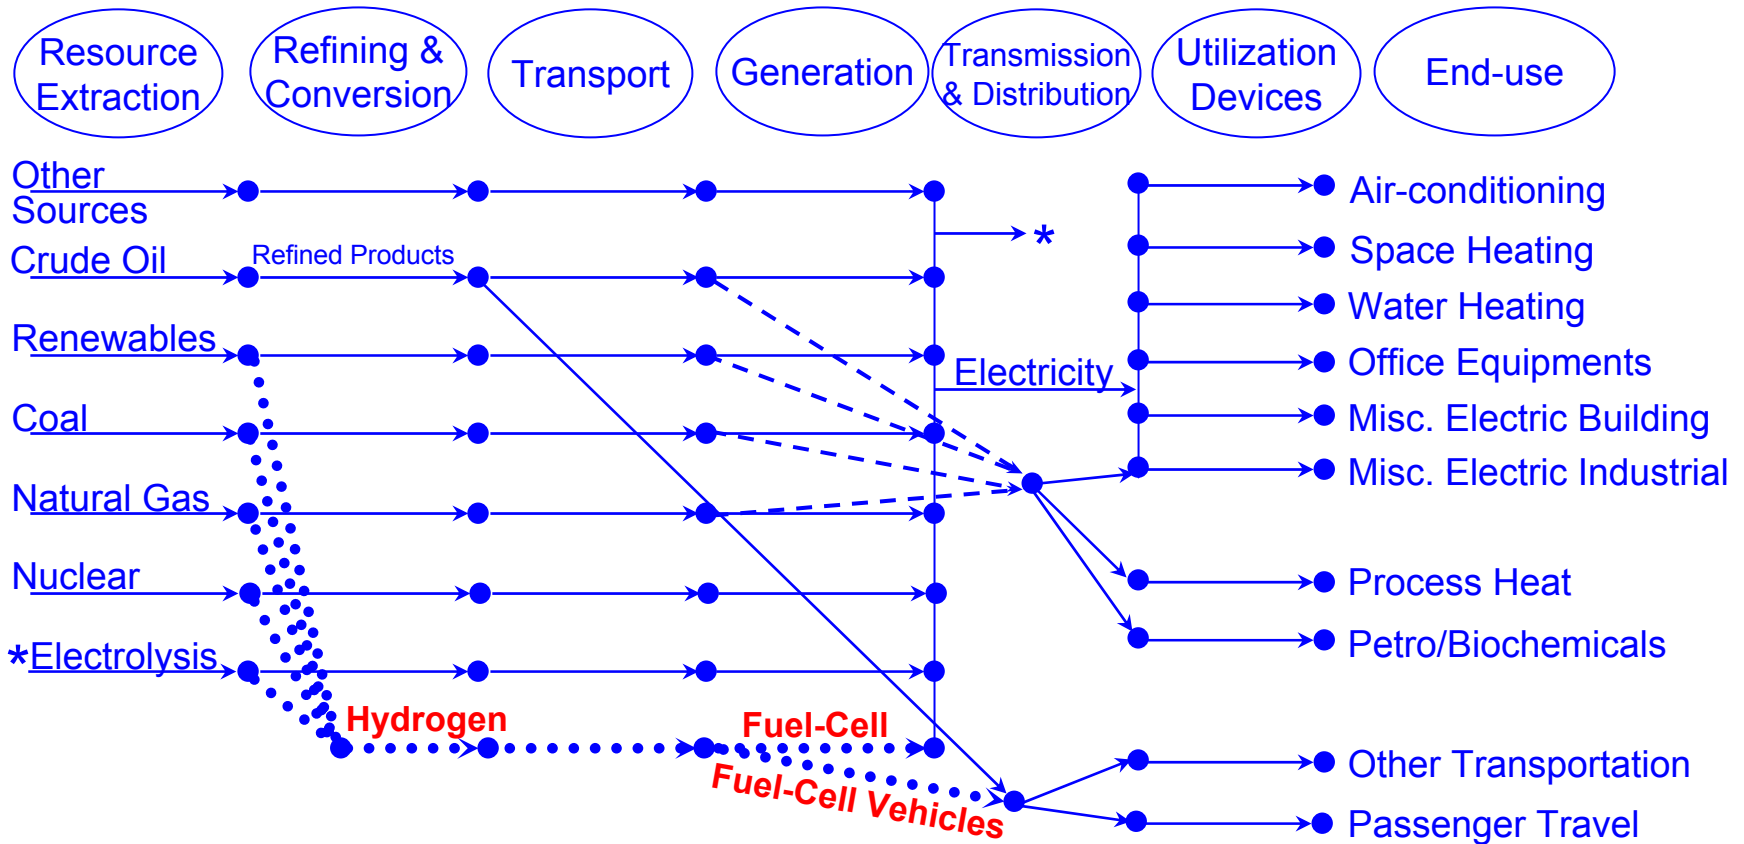 Resource
Extraction
Refining &
Conversion
Transport
Generation
Transmission
& Distribution
Utilization
Devices
End-use
Other
Sources
Crude Oil
Refined Products
Renewables
Coal
Natural Gas
Nuclear
*Electrolysis
*
Electricity
Hydrogen
Fuel-Cell
Fuel-Cell Vehicles
Air-conditioning
Space Heating
Water Heating
Office Equipments
Misc. Electric Building
Misc. Electric Industrial
Process Heat
Petro/Biochemicals
Other Transportation
Passenger Travel